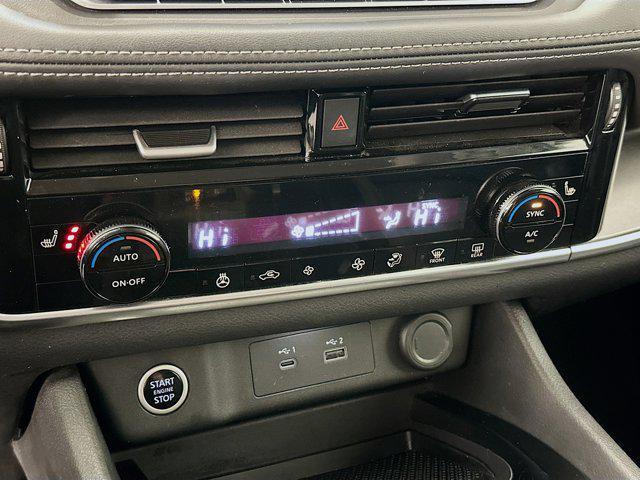 SYNC
Hi
Hi
AUTO
ON·OFF
SYNC
A/C
FRONT
REAR
1
2
START
ENGINE
STOP